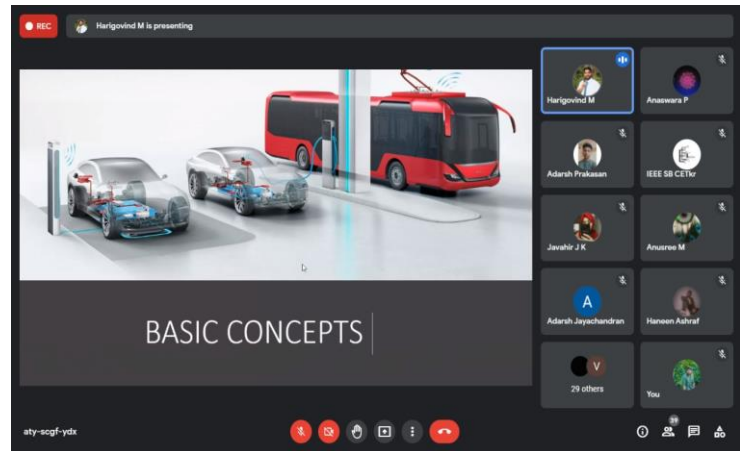 REC
Harigovind M is presenting
Harigovind M
Anaswara P
Adarsh Prakasan
IEEE SB CETkr
Javahir J K
Anusree M
A
Adarsh Jayachandran
Haneen Ashraf
V
29 others
You
BASIC CONCEPTS
aty-scgf-ydx
39